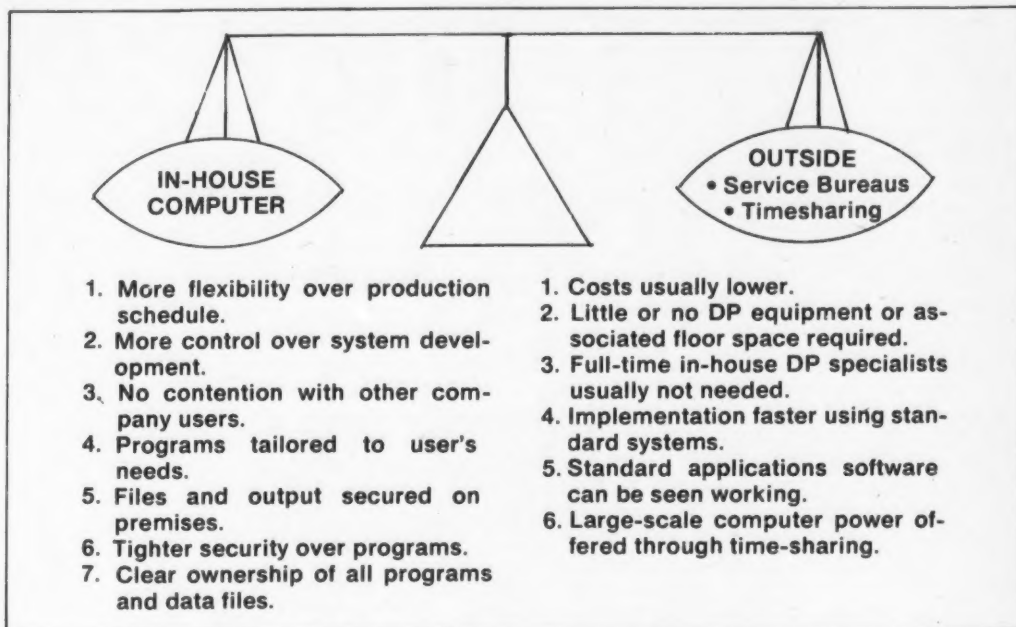 IN-HOUSE
COMPUTER
OUTSIDE
• Service Bureaus
• Timesharing
1. More flexibility over production
schedule.
2. More control over system devel-
opment.
3. No contention with other com-
pany users.
4. Programs tailored to user's
needs.
5. Files and output secured on
premises.
6. Tighter security over programs.
7. Clear ownership of all programs
and data files.
1. Costs usually lower.
2. Little or no DP equipment or as-
sociated floor space required.
3. Full-time in-house DP specialists
usually not needed.
4. Implementation faster using stan-
dard systems.
5. Standard applications software
can be seen working.
6. Large-scale computer power of-
fered through time-sharing.